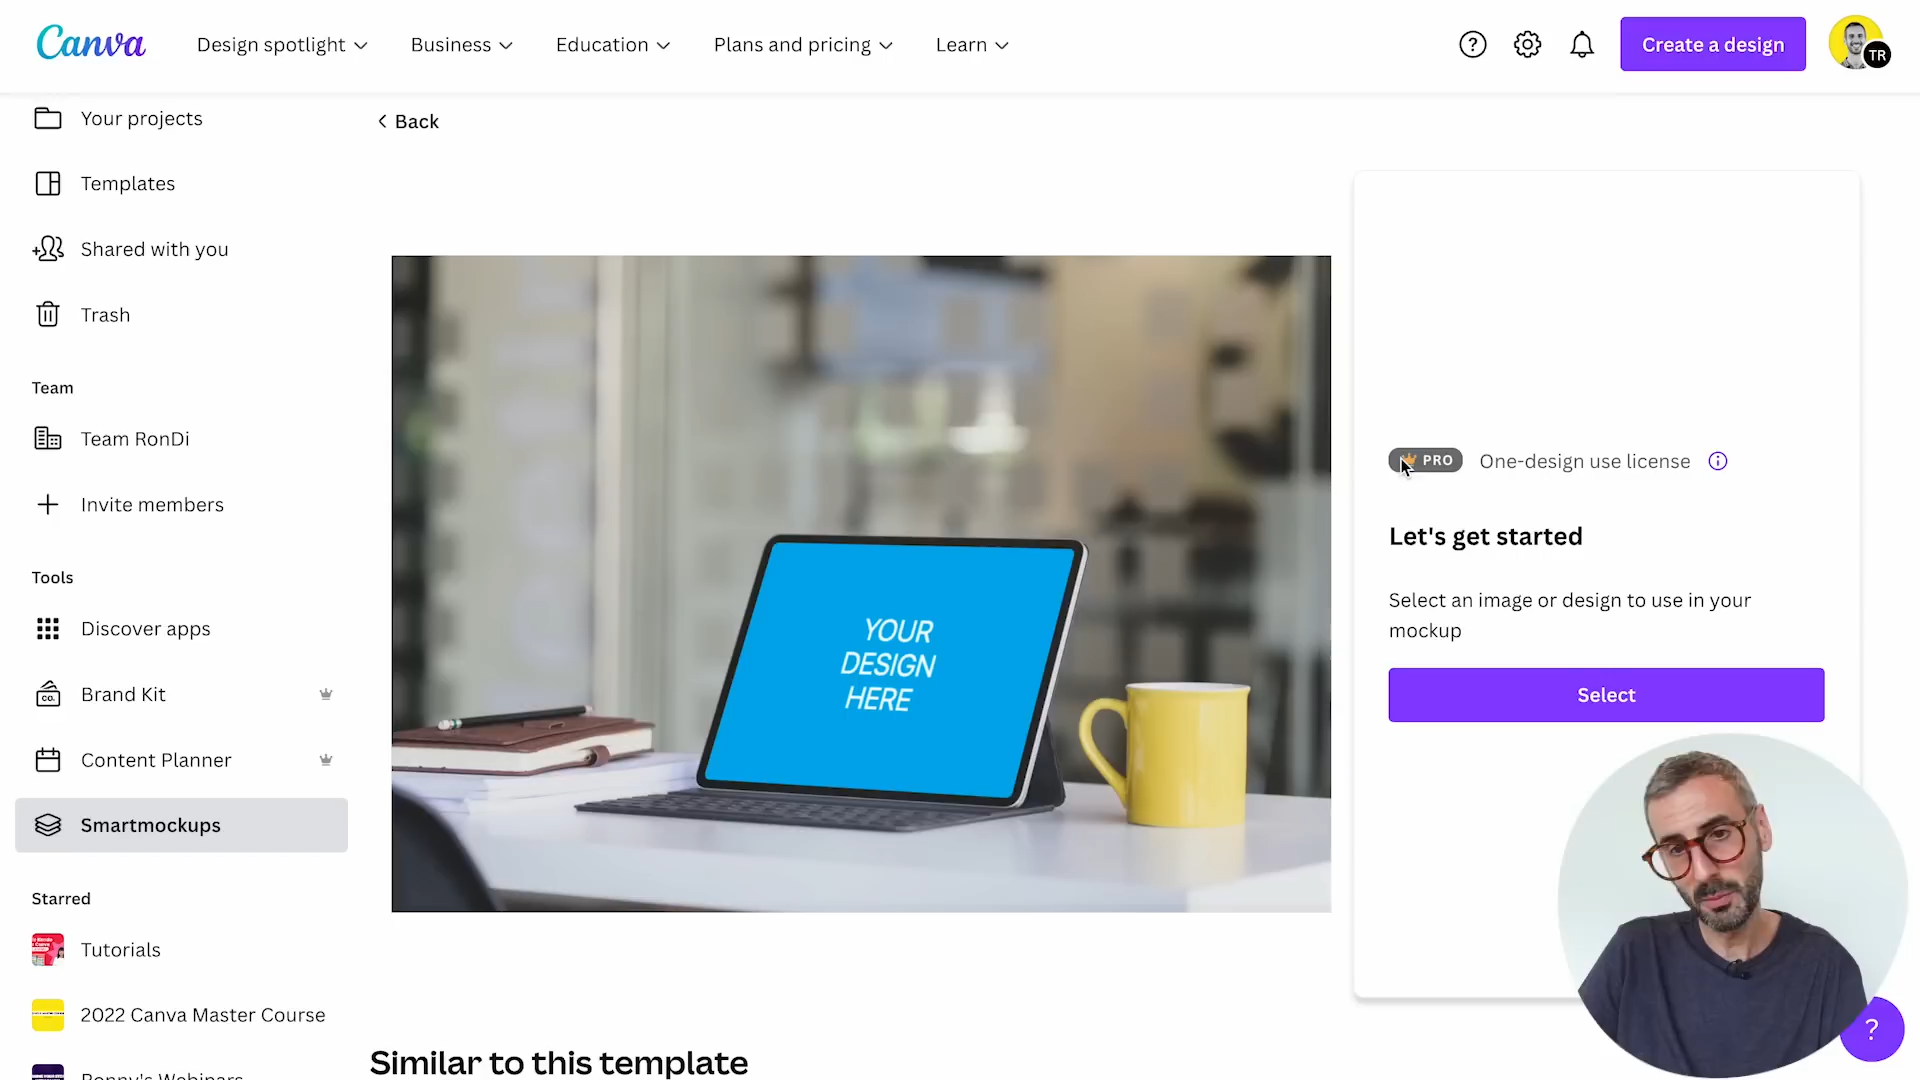 Canva
Design spotlight
Business
Education
Plans and pricing
Learn
Create a design
TR
Your projects
Templates
Shared with you
Trash
Team
Team RonDi
Invite members
Tools
Discover apps
Brand Kit
CO.
Content Planner
Smartmockups
Starred
Tutorials
2022 Canva Master Course
Ronny's Webinars
Back
YOUR
DESIGN
HERE
PRO
One-design use license
Let's get started
Select an image or design to use in your
mockup
Select
?
Similar to this template